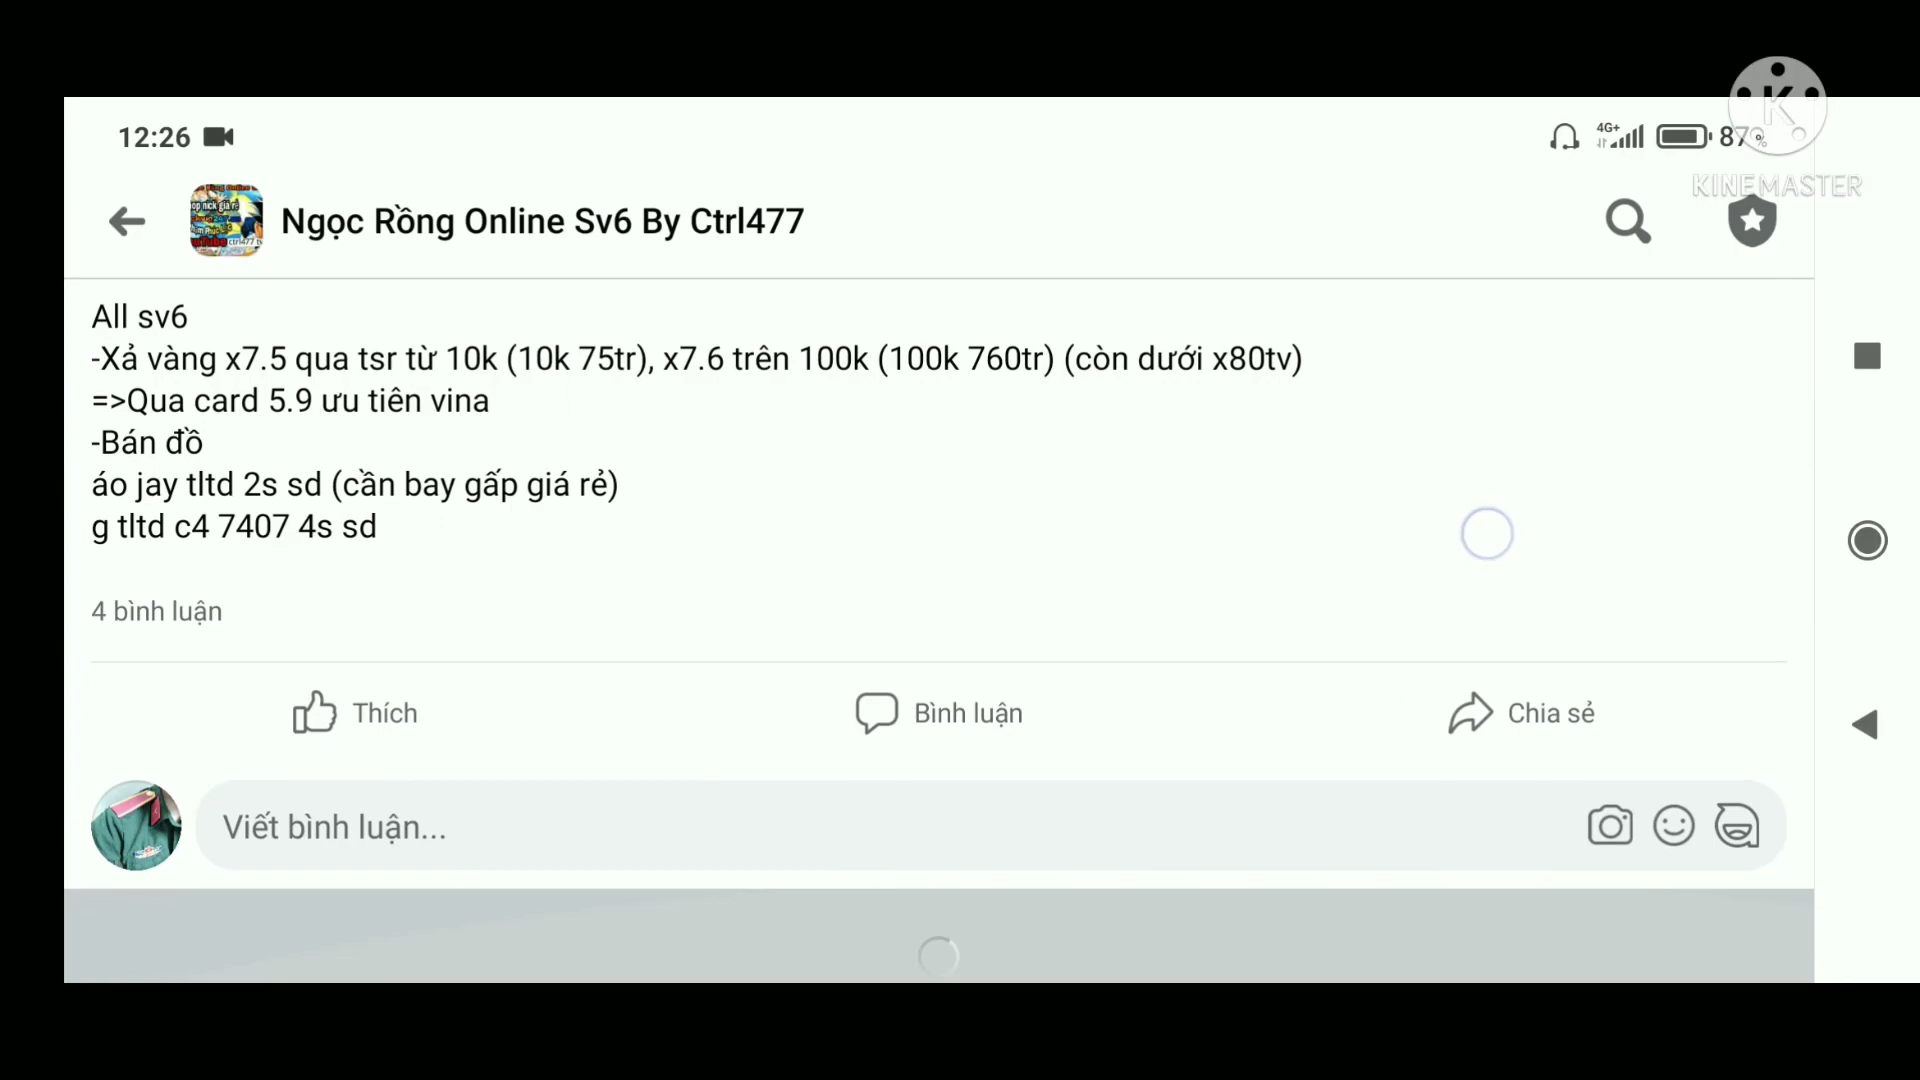 12:26
4G+
87%
KINEMASTER
Ngọc Rồng Online Sv6 By Ctrl477
All sv6
-Xả vàng x7.5 qua tsr từ 10k (10k 75tr), x7.6 trên 100k (100k 760tr) (còn dưới x80tv)
=>Qua card 5.9 ưu tiên vina
-Bán đồ
áo jay tltd 2s sd (cần bay gấp giá rẻ)
g tltd c4 7407 4s sd
4 bình luận
Thích
Bình luận
Chia sẻ
Viết bình luận...